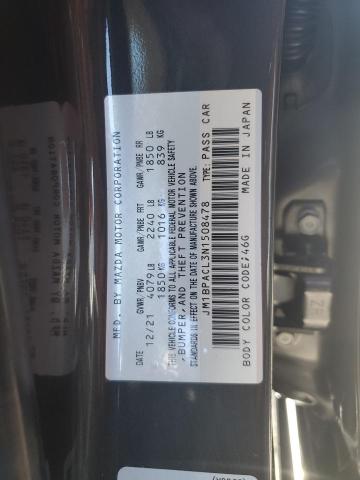 MFD. BY MAZDA MOTOR CORPORATION
DATE GVWR/PNBV GAWR/PNBE FRT GAWR/PNBE RR
12/21 4079LB 2240 LB 1850 LB
1850KG 1016 KG 839 KG
THIS VEHICLE CONFORMS TO ALL APPLICABLE FEDERAL MOTOR VEHICLE SAFETY
, BUMPER, AND THEFT PREVENTION
STANDARDS IN EFFECT ON THE DATE OF MANUFACTURE SHOWN ABOVE.
JM1BPACL3N1508478 TYPE: PASS CAR
BODY COLOR CODE;46G MADE IN JAPAN